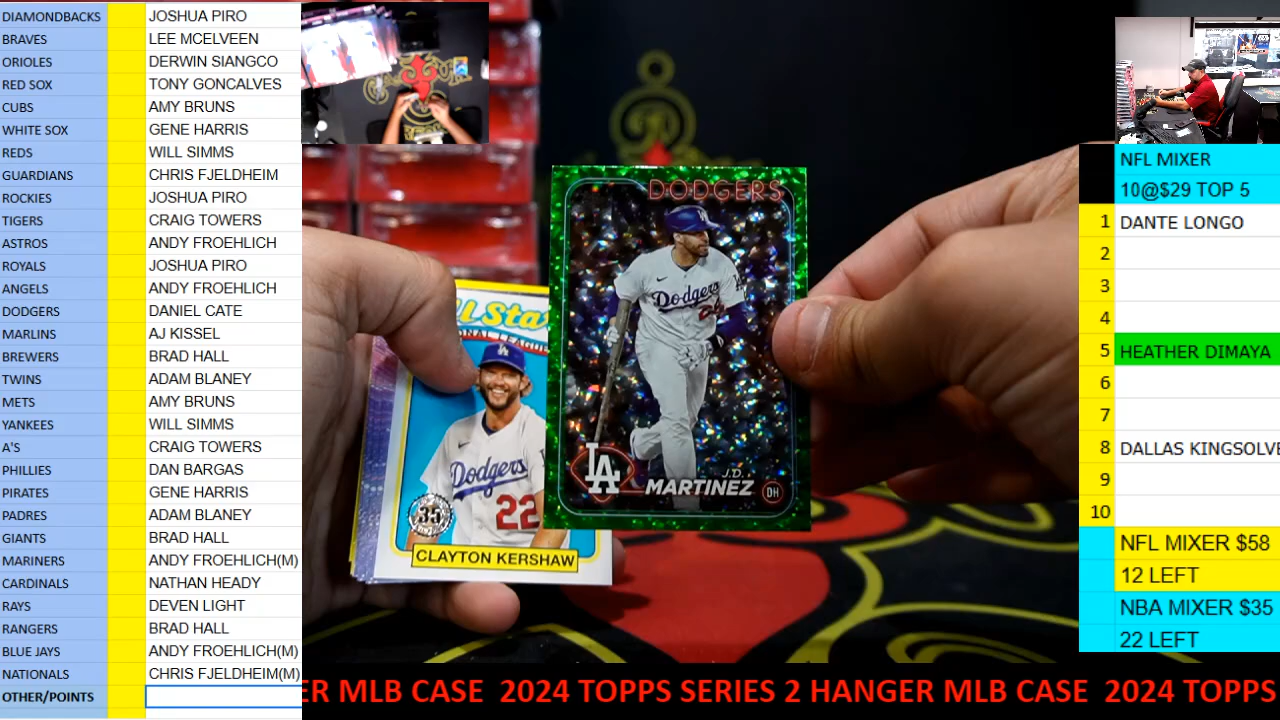 DIAMONDBACKS JOSHUA PIRO
BRAVES LEE MCELVEEN
ORIOLES DERWIN SIANGCO
RED SOX TONY GONCALVES
CUBS AMY BRUNS
WHITE SOX GENE HARRIS
REDS WILL SIMMS
GUARDIANS CHRIS FJELDHEIM
ROCKIES JOSHUA PIRO
TIGERS CRAIG TOWERS
ASTROS ANDY FROEHLICH
ROYALS JOSHUA PIRO
ANGELS ANDY FROEHLICH
DODGERS DANIEL CATE
MARLINS AJ KISSEL
BREWERS BRAD HALL
TWINS ADAM BLANEY
METS AMY BRUNS
YANKEES WILL SIMMS
A'S CRAIG TOWERS
PHILLIES DAN BARGAS
PIRATES GENE HARRIS
PADRES ADAM BLANEY
GIANTS BRAD HALL
MARINERS ANDY FROEHLICH(M)
CARDINALS NATHAN HEADY
RAYS DEVEN LIGHT
RANGERS BRAD HALL
BLUE JAYS ANDY FROEHLICH(M)
NATIONALS CHRIS FJELDHEIM(M)
OTHER/POINTS
DODGERS
Dodgers
LA
J.D.
MARTINEZ DH
Dodgers
22
35
CLAYTON KERSHAW
NFL MIXER
10@$29 TOP 5
1 DANTE LONGO
2
3
4
5 HEATHER DIMAYA
6
7
8 DALLAS KINGSOLVE
9
10
NFL MIXER $58
12 LEFT
NBA MIXER $35
22 LEFT
ER MLB CASE 2024 TOPPS SERIES 2 HANGER MLB CASE 2024 TOPPS